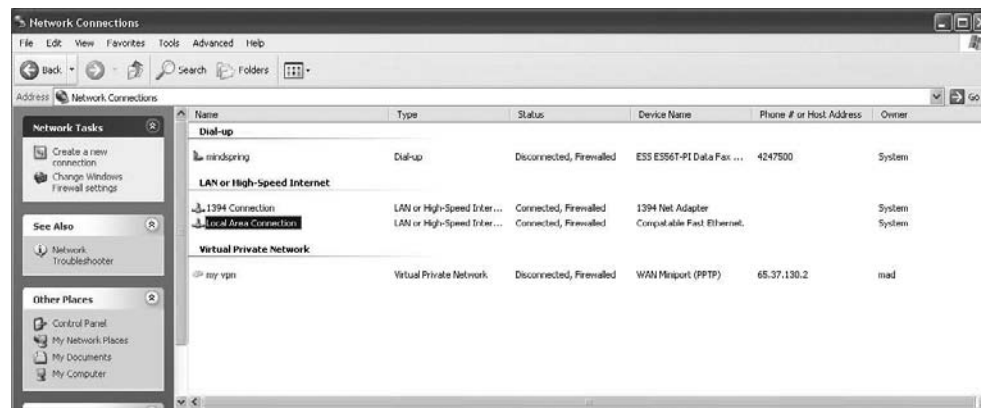 Network Connections
File Edit View Favorites Tools Advanced Help
Back Search Folders
Address Network Connections Go
Name Type Status Device Name Phone # or Host Address Owner
Network Tasks
Create a new
connection
Change Windows
Firewall settings
See Also
Network
Troubleshooter
Other Places
Control Panel
My Network Places
My Documents
My Computer
Dial-up
mindspring Dial-up Disconnected, Firewalled ESS ES56T-PI Data Fax ... 4247500 System
LAN or High-Speed Internet
1394 Connection LAN or High-Speed Inter... Connected, Firewalled 1394 Net Adapter System
Local Area Connection LAN or High-Speed Inter... Connected, Firewalled Compatable Fast Ethernet. System
Virtual Private Network
my vpn Virtual Private Network Disconnected, Firewalled WAN Miniport (PPTP) 65.37.130.2 mad